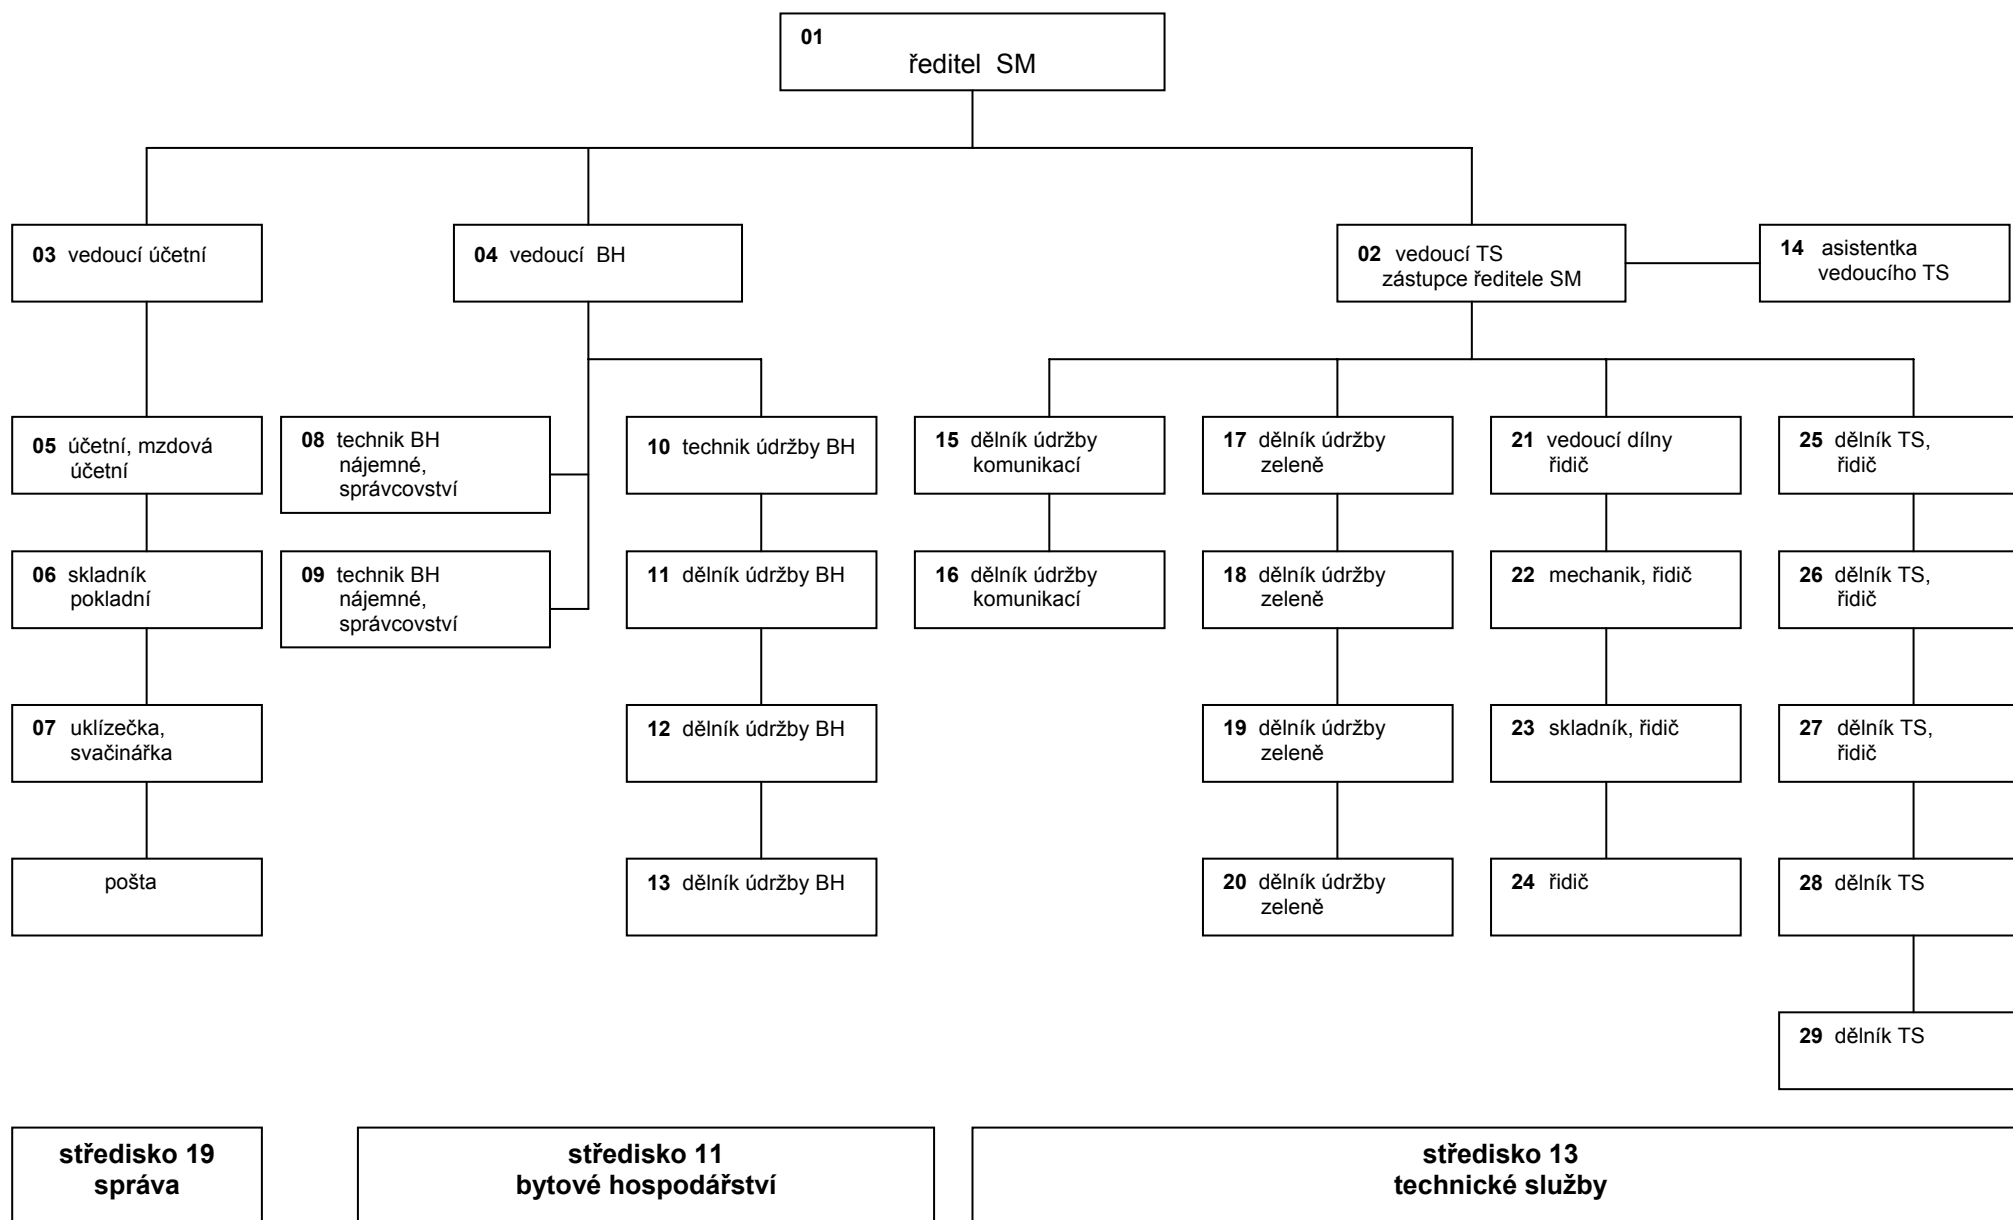 01
ředitel  SM
03 vedoucí účetní
04 vedoucí  BH
02 vedoucí TS
zástupce ředitele SM
14 asistentka
vedoucího TS
05 účetní, mzdová
účetní
08 technik BH
nájemné,
správcovství
10 technik údržby BH
15 dělník údržby
komunikací
17 dělník údržby
zeleně
21 vedoucí dílny
řidič
25 dělník TS,
řidič
06 skladník
pokladní
09 technik BH
nájemné,
správcovství
11 dělník údržby BH
16 dělník údržby
komunikací
18 dělník údržby
zeleně
22 mechanik, řidič
26 dělník TS,
řidič
07 uklízečka,
svačinářka
12 dělník údržby BH
19 dělník údržby
zeleně
23 skladník, řidič
27 dělník TS,
řidič
pošta
13 dělník údržby BH
20 dělník údržby
zeleně
24 řidič
28 dělník TS
29 dělník TS
středisko 19
správa
středisko 11
bytové hospodářství
středisko 13
technické služby